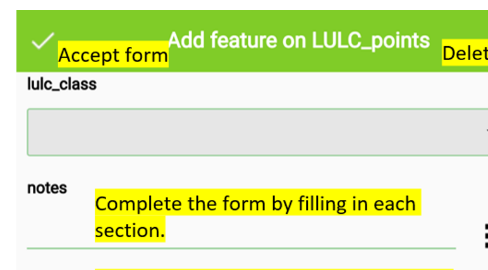 Add feature on LULC_points
Accept form
lulc_class
notes
Complete the form by filling in each
section.